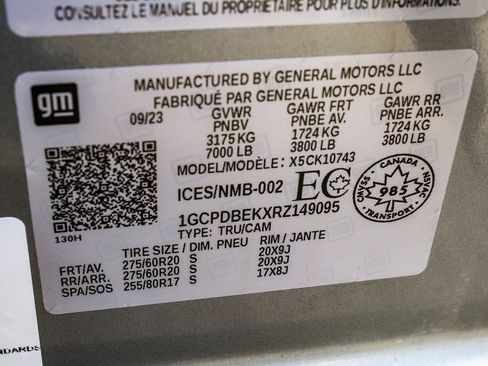 CONSULTEZ LE MANUEL DU PROPRIÉTAIRE POUR PLUS D'INFORMATIONS.
gm
MANUFACTURED BY GENERAL MOTORS LLC
FABRIQUÉ PAR GENERAL MOTORS LLC
09/23 GVWR GAWR FRT GAWR RR
PNBV PNBE AV. PNBE ARR.
3175 KG 1724 KG 1724 KG
7000 LB 3800 LB 3800 LB
MODEL/MODÈLE: X5CK10743
ICES/NMB-002 EC
CANADA
NSVAC
985
CMVSS
TRANSPORT
1GCPDBEKXRZ149095
130H
TYPE: TRU/CAM
TIRE SIZE / DIM. PNEU RIM / JANTE
FRT/AV. 275/60R20 S 20X9J
RR/ARR. 275/60R20 S 20X9J
SPA/SOS 255/80R17 S 17X8J
NDARDS